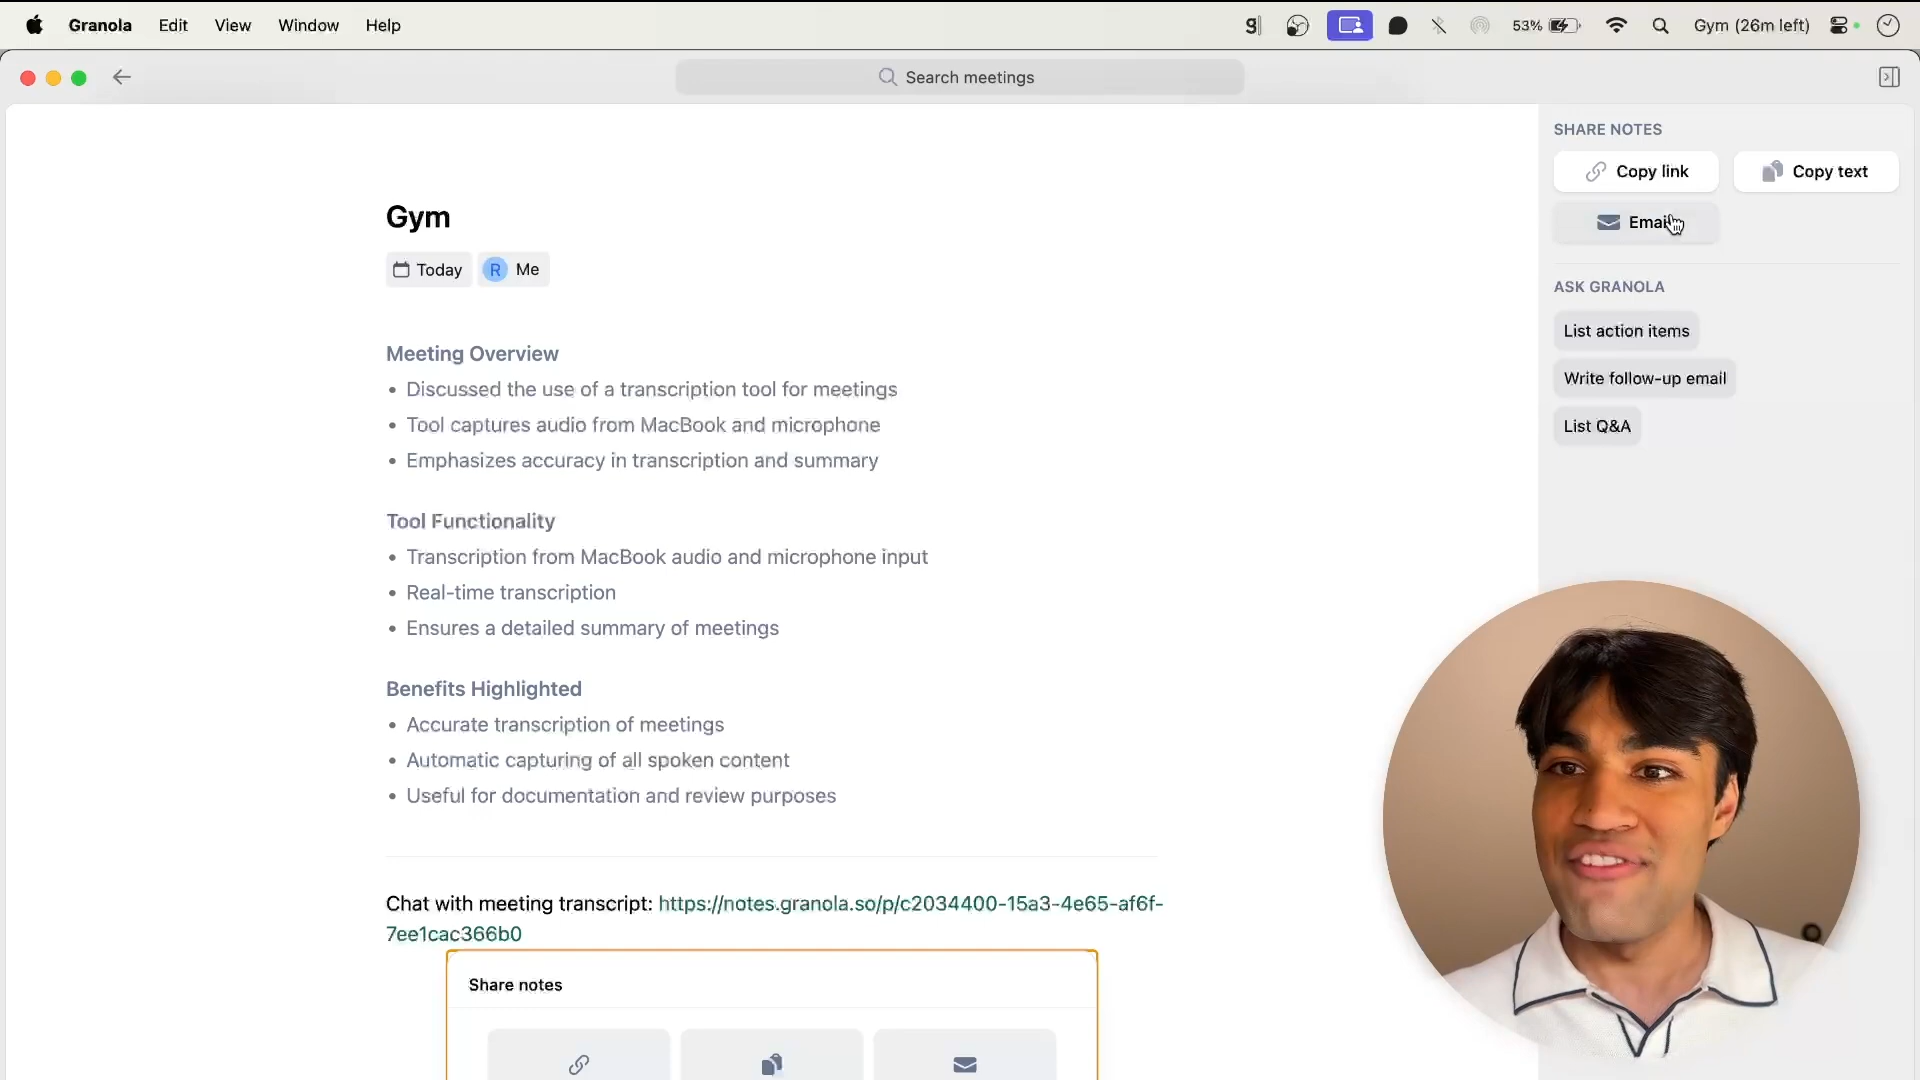 Granola Edit View Window Help
g 53% Gym (26m left)
Search meetings
SHARE NOTES
Copy link Copy text
Email
ASK GRANOLA
List action items
Write follow-up email
List Q&A
Gym
Today R Me
Meeting Overview
• Discussed the use of a transcription tool for meetings
• Tool captures audio from MacBook and microphone
• Emphasizes accuracy in transcription and summary
Tool Functionality
• Transcription from MacBook audio and microphone input
• Real-time transcription
• Ensures a detailed summary of meetings
Benefits Highlighted
• Accurate transcription of meetings
• Automatic capturing of all spoken content
• Useful for documentation and review purposes
Chat with meeting transcript: https://notes.granola.so/p/c2034400-15a3-4e65-af6f-
7ee1cac366b0
Share notes